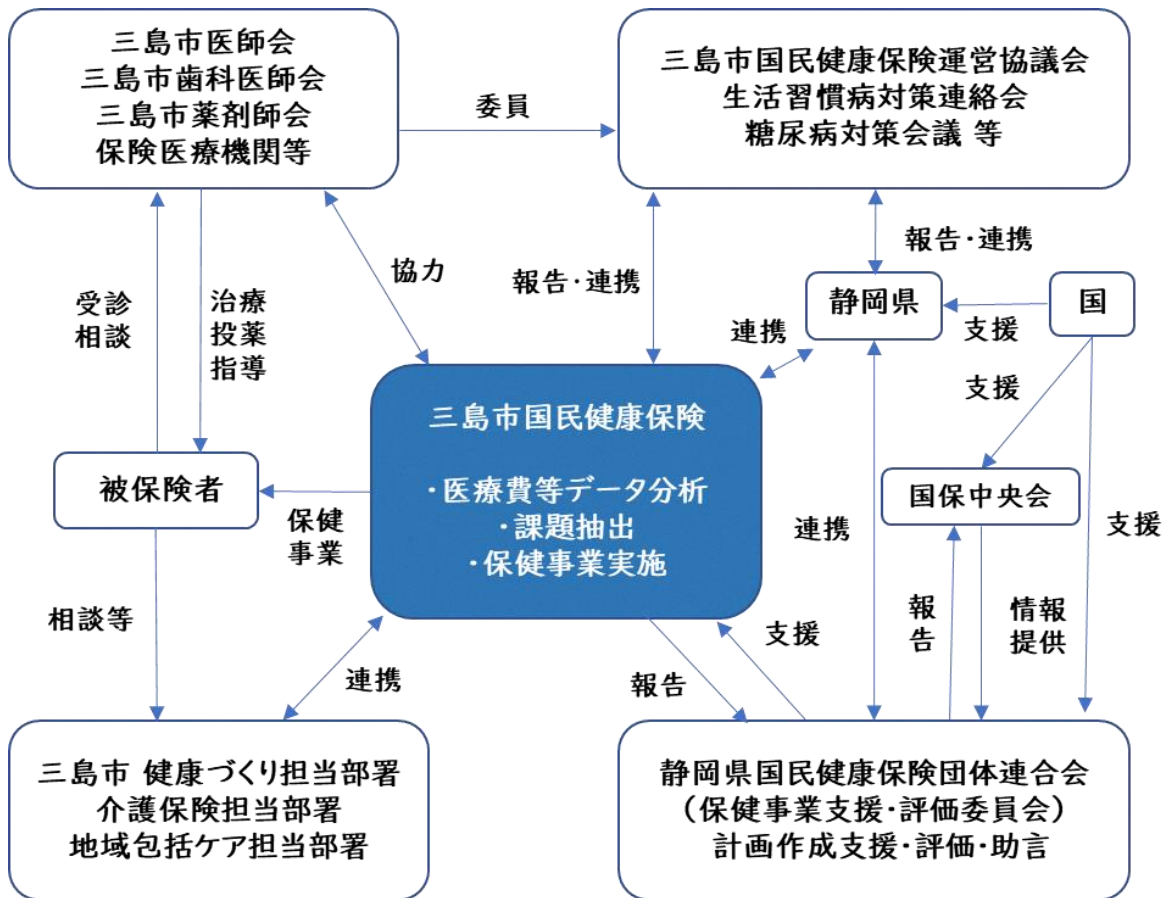 三島市医師会
三島市歯科医師会
三島市薬剤師会
保険医療機関等
委員
三島市国民健康保険運営協議会
生活習慣病対策連絡会
糖尿病対策会議 等
受診
相談
治療
投薬
指導
協力
報告・連携
報告・連携
静岡県
支援
国
連携
支援
三島市国民健康保険
・医療費等データ分析
・課題抽出
・保健事業実施
被保険者
保健
事業
国保中央会
連携
支援
相談等
連携
報告
支援
報
告
情報
提供
三島市 健康づくり担当部署
介護保険担当部署
地域包括ケア担当部署
静岡県国民健康保険団体連合会
（保健事業支援・評価委員会）
計画作成支援・評価・助言